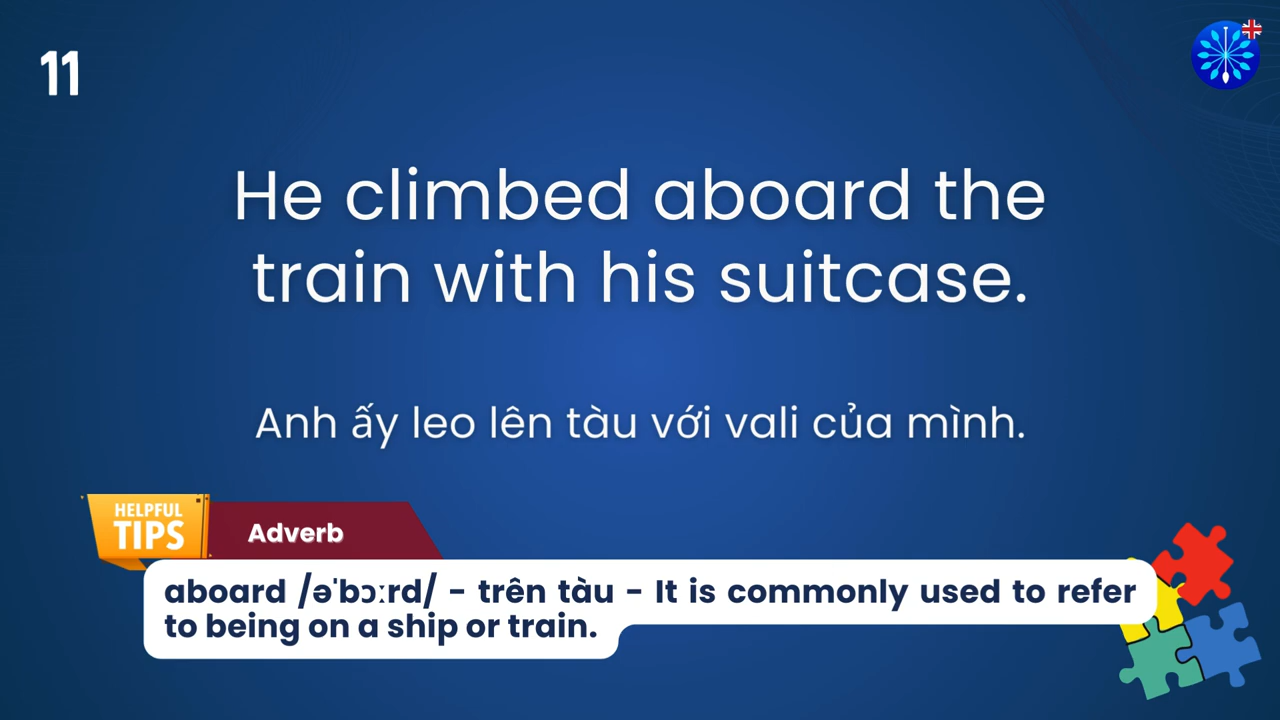 11
He climbed aboard the
train with his suitcase.
Anh ấy leo lên tàu với vali của mình.
HELPFUL
TIPS
Adverb
aboard /əˈbɔːrd/ - trên tàu - It is commonly used to refer
to being on a ship or train.